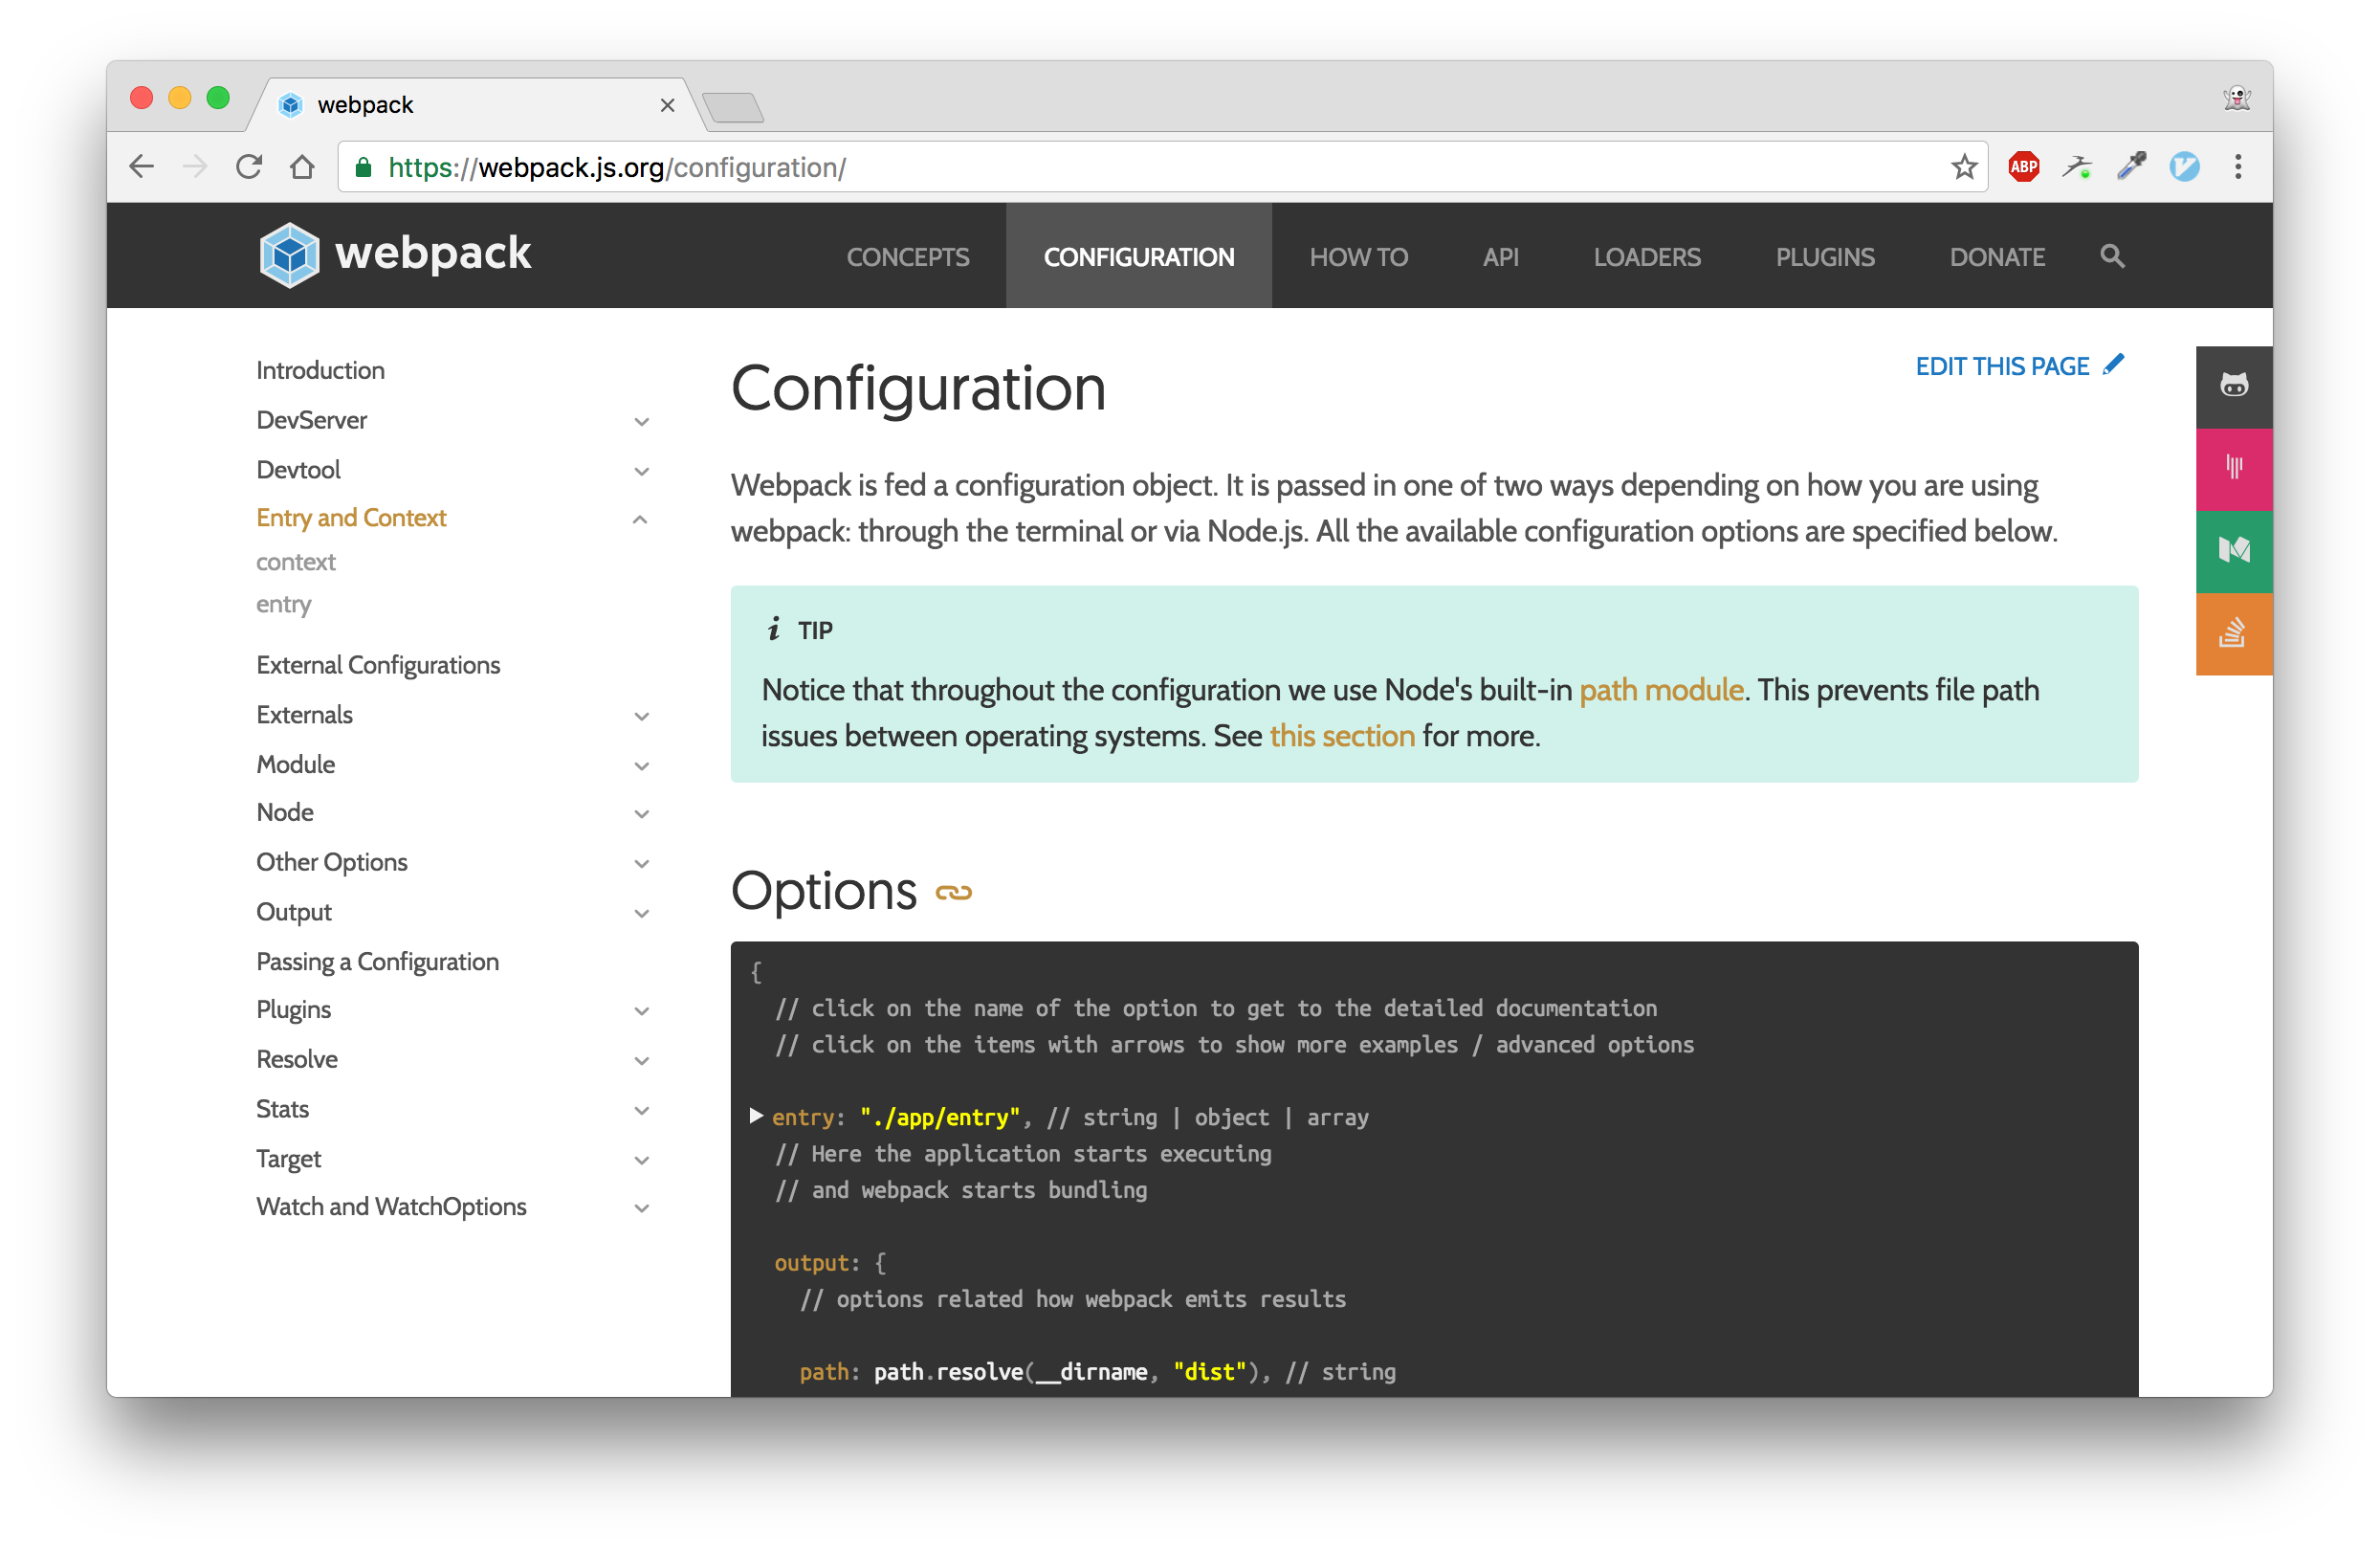 webpack
https://webpack.js.org/configuration/
ABP
webpack
CONCEPTS
CONFIGURATION
HOW TO
API
LOADERS
PLUGINS
DONATE
Introduction
DevServer
Devtool
Entry and Context
context
entry
External Configurations
Externals
Module
Node
Other Options
Output
Passing a Configuration
Plugins
Resolve
Stats
Target
Watch and WatchOptions
Configuration
EDIT THIS PAGE
Webpack is fed a configuration object. It is passed in one of two ways depending on how you are using
webpack: through the terminal or via Node.js. All the available configuration options are specified below.
i TIP
Notice that throughout the configuration we use Node's built-in path module. This prevents file path
issues between operating systems. See this section for more.
Options
{
// click on the name of the option to get to the detailed documentation
// click on the items with arrows to show more examples / advanced options
entry: "./app/entry", // string | object | array
// Here the application starts executing
// and webpack starts bundling
output: {
// options related how webpack emits results
path: path.resolve(__dirname, "dist"), // string